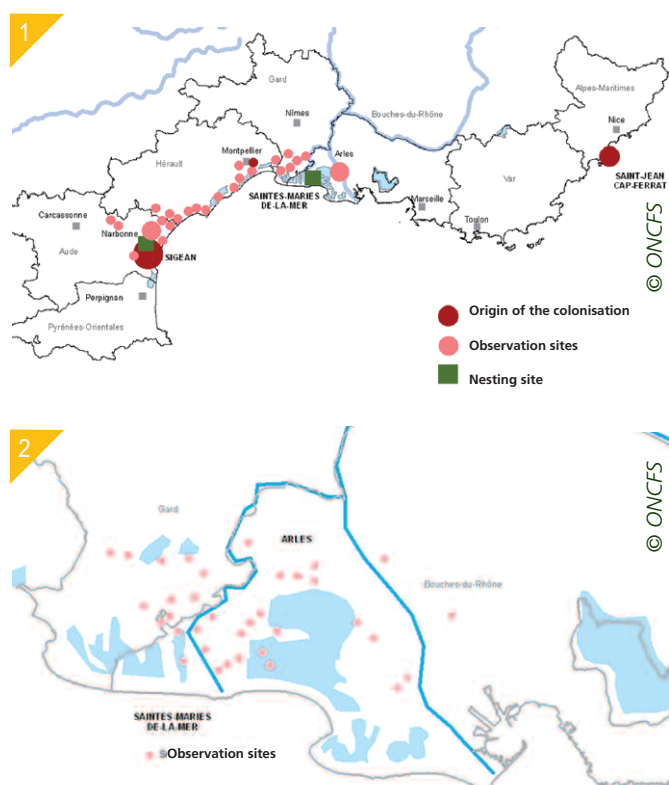 1
Gard
Alpes-Maritimes
Nîmes
Bouches-du-Rhône
Nice
Montpellier
Arles
Hérault
SAINT-JEAN
CAP-FERRAT
SAINTES-MARIES
DE-LA-MER
Var
Carcassonne
Marseille
Narbonne
Toulon
Aude
SIGEAN
Perpignan
Pyrénées-Orientales
Origin of the colonisation
Observation sites
Nesting site
© ONCFS
2
Gard
ARLES
Bouches-du-Rhône
SAINTES-MARIES
DE-LA-MER
Observation sites
© ONCFS